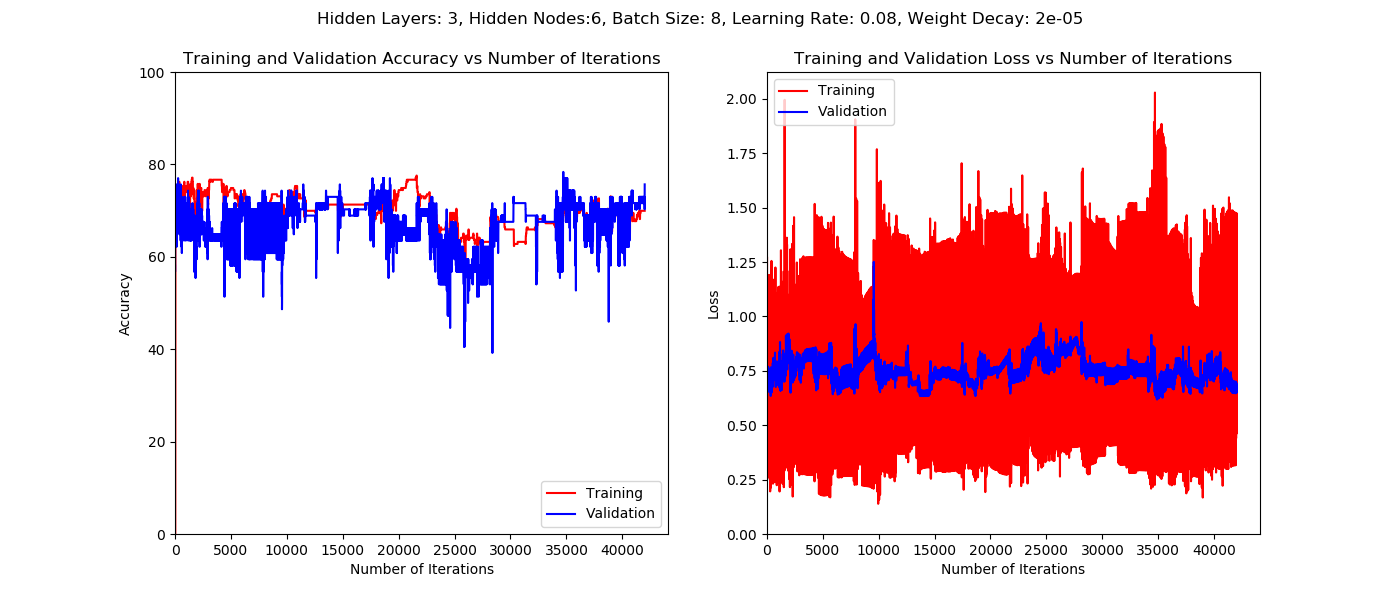 Hidden Layers: 3, Hidden Nodes:6, Batch Size: 8, Learning Rate: 0.08, Weight Decay: 2e-05
Training and Validation Accuracy vs Number of Iterations
100
80
60
40
20
0
Accuracy
0 5000 10000 15000 20000 25000 30000 35000 40000
Number of Iterations
Training
Validation
Training and Validation Loss vs Number of Iterations
Training
Validation
2.00
1.75
1.50
1.25
1.00
0.75
0.50
0.25
0.00
Loss
0 5000 10000 15000 20000 25000 30000 35000 40000
Number of Iterations